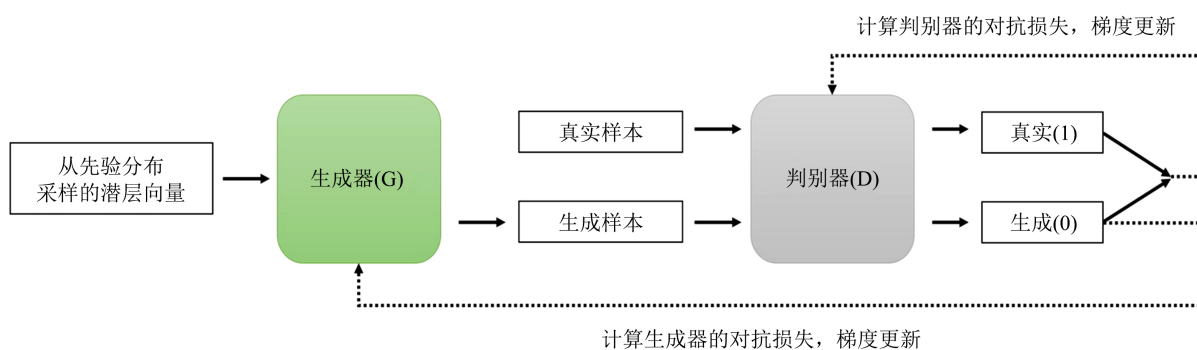 计算判别器的对抗损失，梯度更新
从先验分布
采样的潜层向量
生成器(G)
真实样本
生成样本
判别器(D)
真实(1)
生成(0)
计算生成器的对抗损失，梯度更新